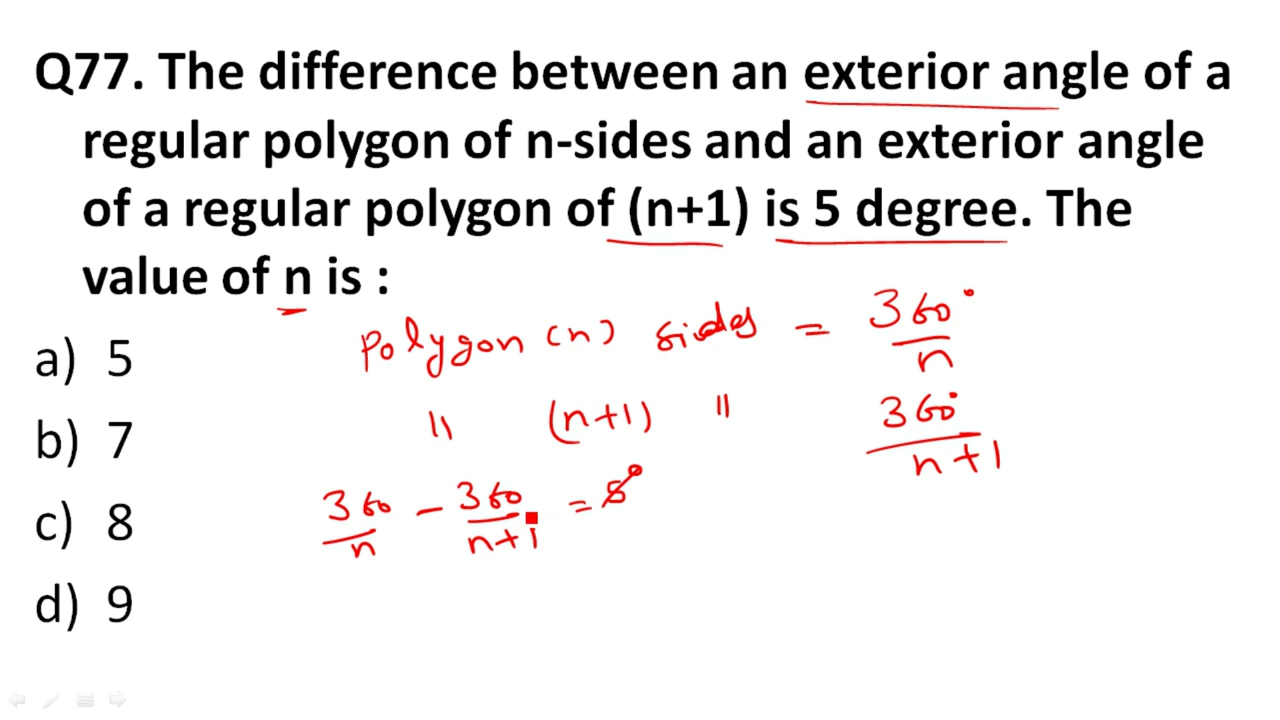 Q77. The difference between an exterior angle of a
regular polygon of n-sides and an exterior angle
of a regular polygon of (n+1) is 5 degree. The
value of n is :
polygon (n) sides = 360°/n
a) 5
" (n+1) " 360°/n+1
b) 7
360/n - 360/n+1 = 5°
c) 8
d) 9